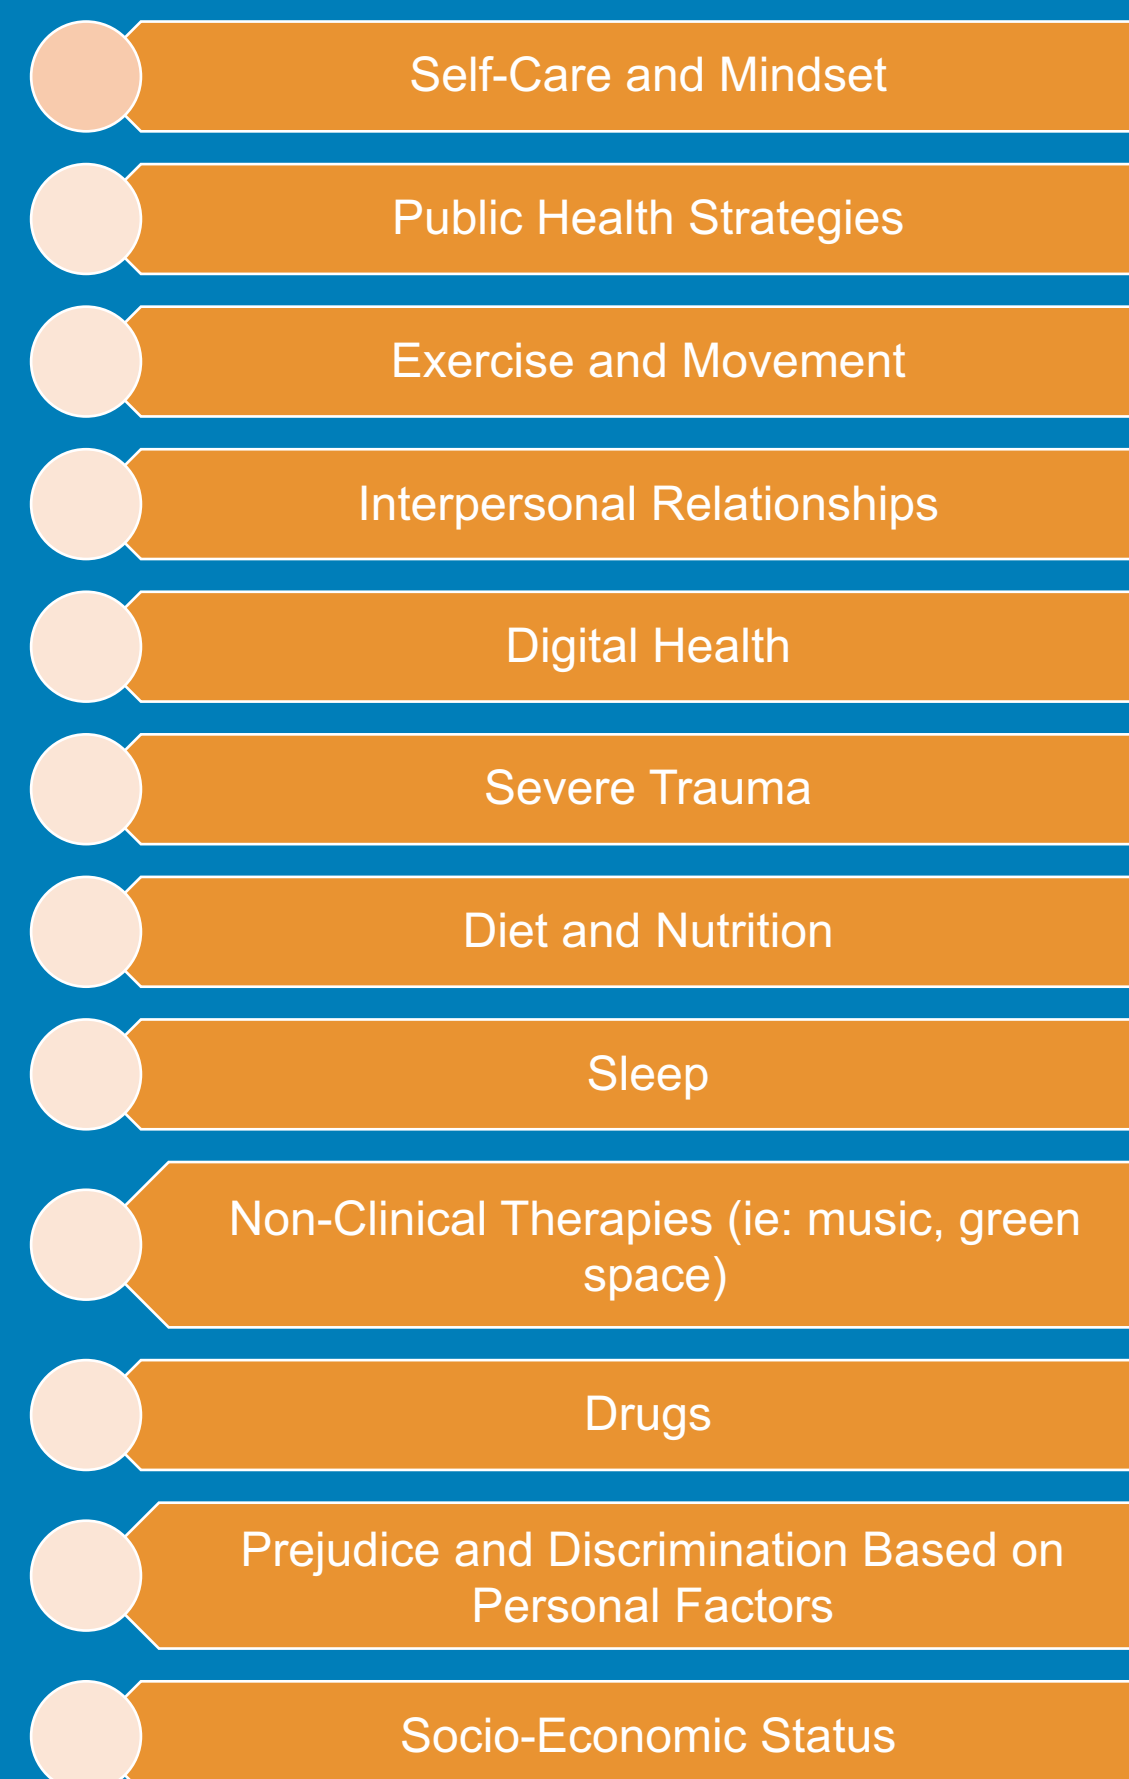 Self-Care and Mindset
Public Health Strategies
Exercise and Movement
Interpersonal Relationships
Digital Health
Severe Trauma
Diet and Nutrition
Sleep
Non-Clinical Therapies (ie: music, green
space)
Drugs
Prejudice and Discrimination Based on
Personal Factors
Socio-Economic Status